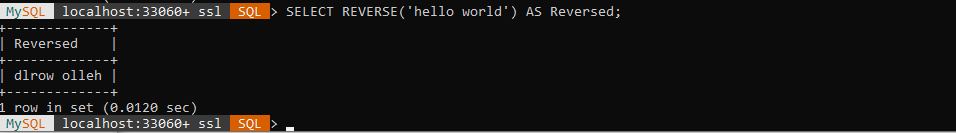 MySQL localhost:33060+ ssl SQL > SELECT REVERSE('hello world') AS Reversed;
+-------------+
| Reversed    |
+-------------+
| dlrow olleh |
+-------------+
1 row in set (0.0120 sec)
MySQL localhost:33060+ ssl SQL > _